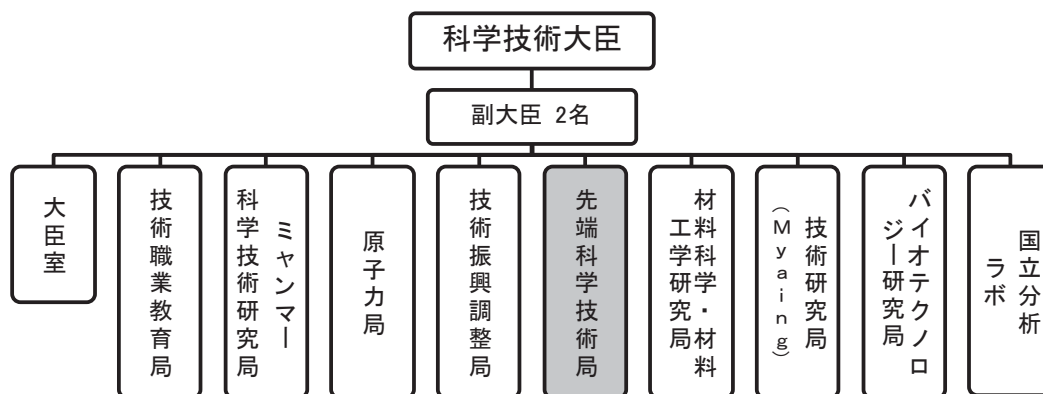 科学技術大臣
副大臣 2名
大臣室
技術職業教育局
ミャンマー
科学技術研究局
原子力局
技術振興調整局
先端科学技術局
材料科学・材料
工学研究局
技術研究局
(Myaing)
バイオテクノロ
ジー研究局
国立分析
ラボ